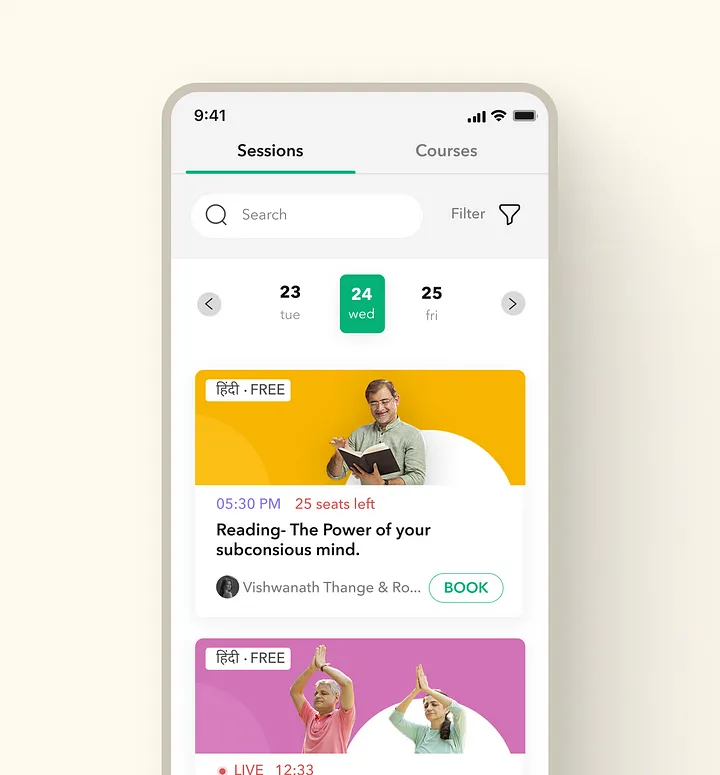 9:41
Sessions Courses
Search Filter
23 24 25
tue wed fri
हिंदी · FREE
05:30 PM 25 seats left
Reading- The Power of your
subconsious mind.
Vishwanath Thange & Ro... BOOK
हिंदी · FREE
LIVE 12:33